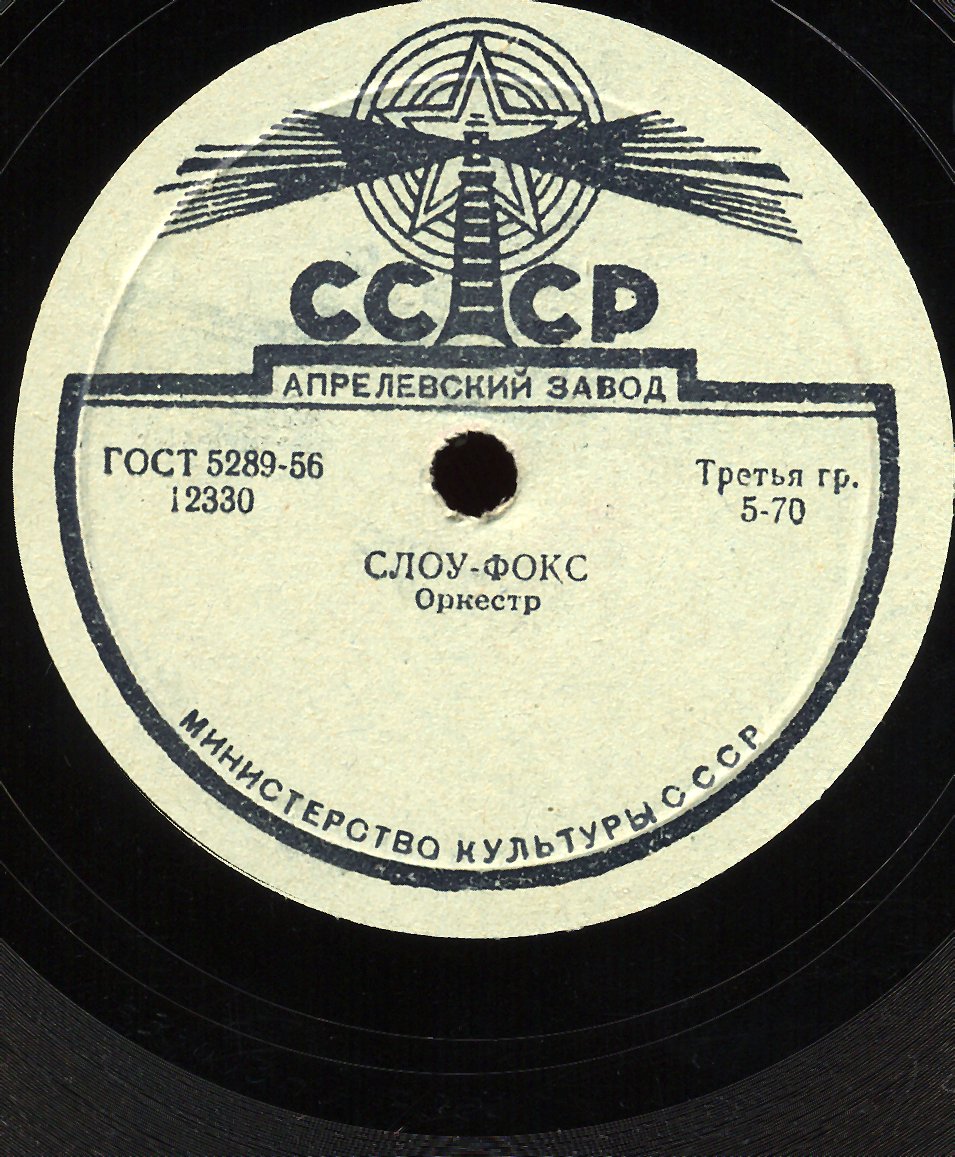 СССР
АПРЕЛЕВСКИЙ ЗАВОД
ГОСТ 5289-56
12330
Третья гр.
5-70
СЛОУ-ФОКС
Оркестр
МИНИСТЕРСТВО КУЛЬТУРЫ СССР